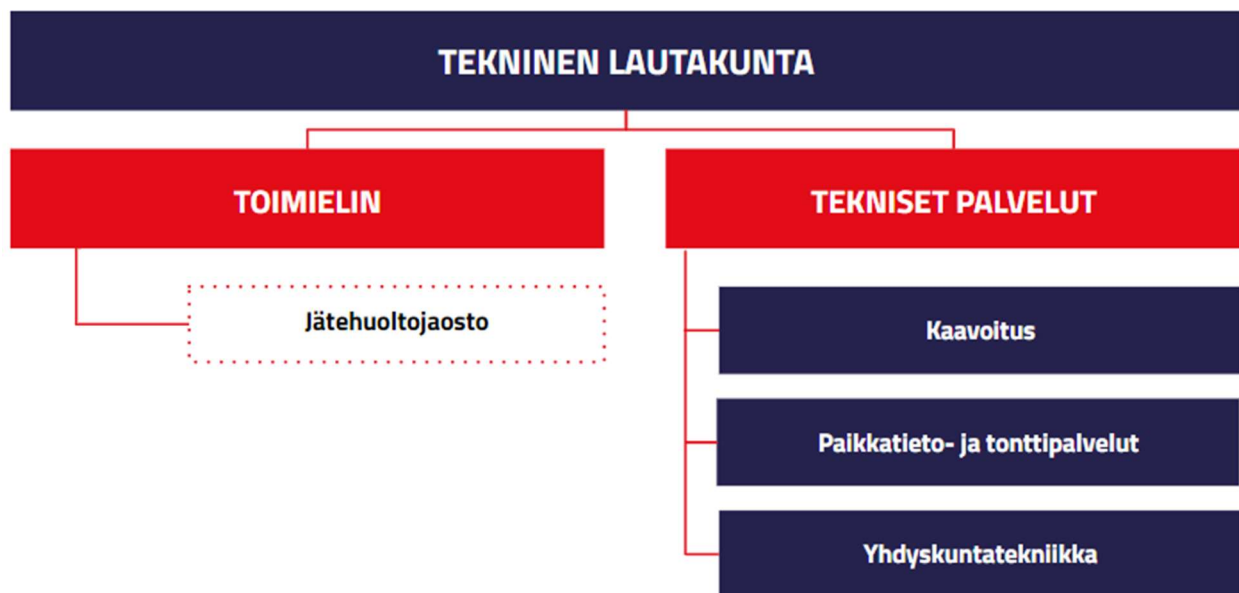 TEKNINEN LAUTAKUNTA
TOIMIELIN
Jätehuoltojaosto
TEKNISET PALVELUT
Kaavoitus
Paikkatieto- ja tonttipalvelut
Yhdyskuntatekniikka